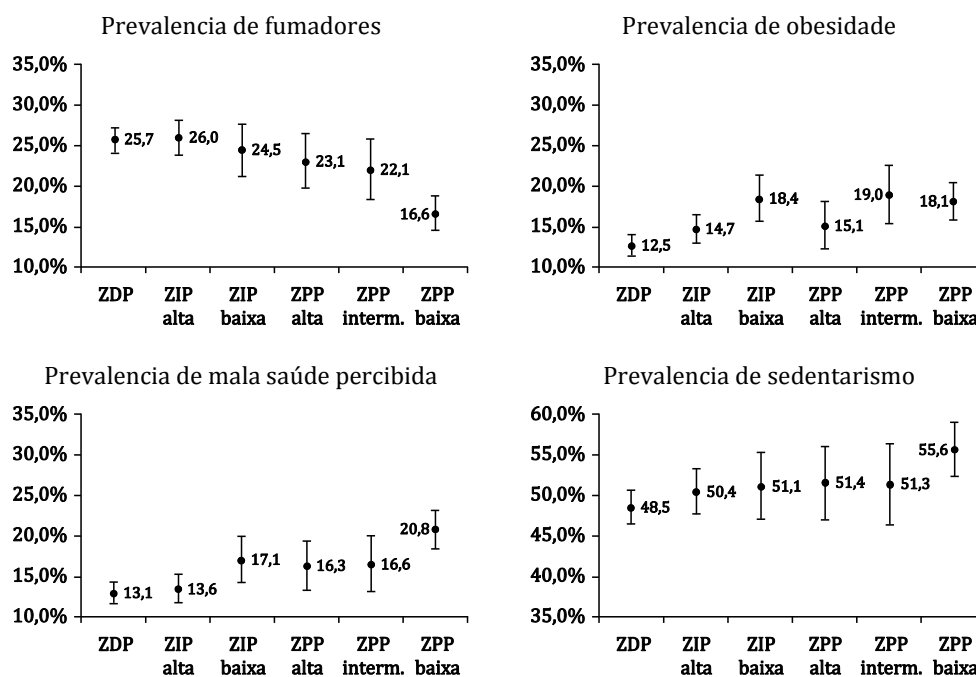 Prevalencia de fumadores
35,0%
30,0%
25,0%
20,0%
15,0%
10,0%
25,7
26,0
24,5
23,1
22,1
16,6
ZDP
ZIP alta
ZIP baixa
ZPP alta
ZPP interm.
ZPP baixa
Prevalencia de obesidade
35,0%
30,0%
25,0%
20,0%
15,0%
10,0%
12,5
14,7
18,4
15,1
19,0
18,1
ZDP
ZIP alta
ZIP baixa
ZPP alta
ZPP interm.
ZPP baixa
Prevalencia de mala saúde percibida
35,0%
30,0%
25,0%
20,0%
15,0%
10,0%
13,1
13,6
17,1
16,3
16,6
20,8
ZDP
ZIP alta
ZIP baixa
ZPP alta
ZPP interm.
ZPP baixa
Prevalencia de sedentarismo
60,0%
55,0%
50,0%
45,0%
40,0%
35,0%
48,5
50,4
51,1
51,4
51,3
55,6
ZDP
ZIP alta
ZIP baixa
ZPP alta
ZPP interm.
ZPP baixa